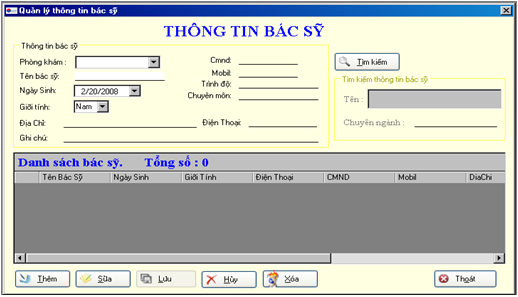 Quản lý thông tin bác sỹ
THÔNG TIN BÁC SỸ
Thông tin bác sỹ
Phòng khám :
Tên bác sỹ:
Ngày Sinh: 2/20/2008
Giới tính: Nam
Cmnd:
Mobil:
Trình độ:
Chuyên môn:
Địa Chỉ: Điện Thoại:
Ghi chú:
Tìm kiếm
Tìm kiếm thông tin bác sỹ
Tên :
Chuyên ngành :
Danh sách bác sỹ. Tổng số : 0
Tên Bác Sỹ Ngày Sinh Giới Tính Điện Thoại CMND Mobil DiaChi
Thêm Sữa Lưu Hủy Xóa Thoát